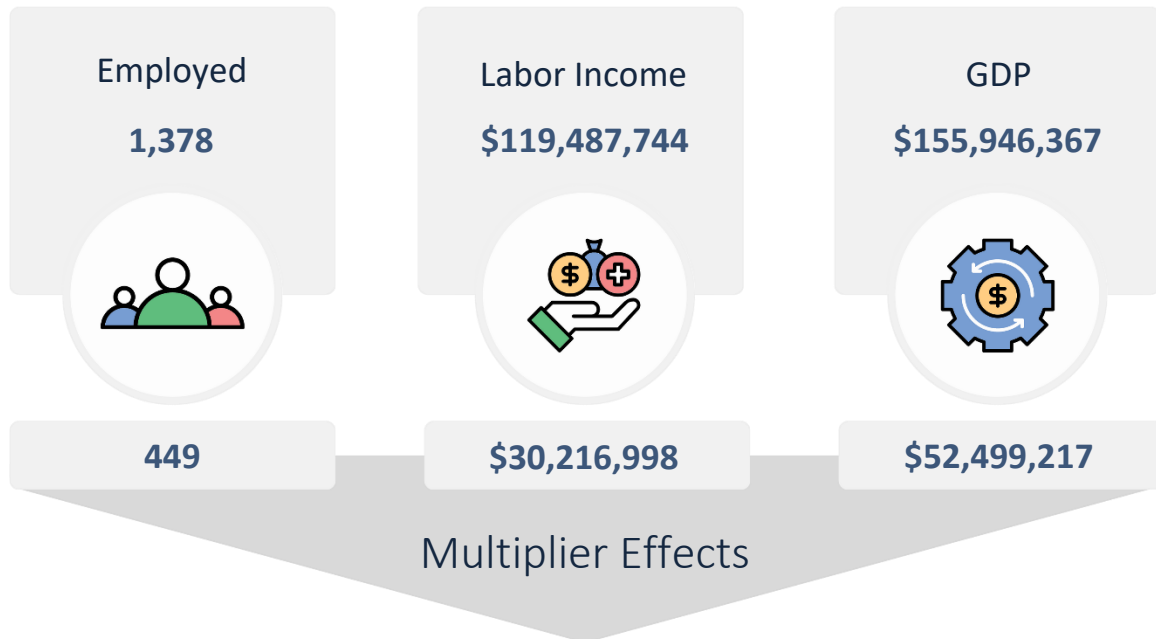 Employed
1,378
Labor Income
$119,487,744
GDP
$155,946,367
$
$
449
$30,216,998
$52,499,217
Multiplier Effects